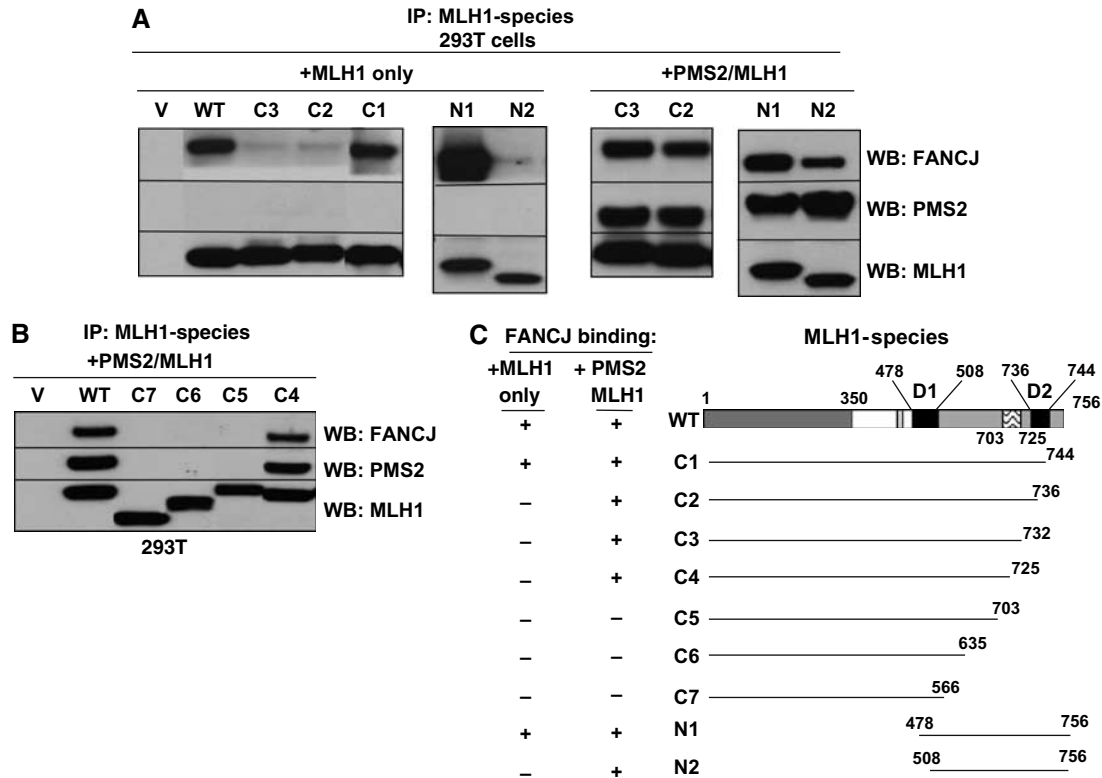 A
IP: MLH1-species
293T cells
+MLH1 only
+PMS2/MLH1
V WT C3 C2 C1 N1 N2 C3 C2 N1 N2
WB: FANCJ
WB: PMS2
WB: MLH1
B
IP: MLH1-species
+PMS2/MLH1
V WT C7 C6 C5 C4
WB: FANCJ
WB: PMS2
WB: MLH1
293T
C
FANCJ binding:
MLH1-species
+MLH1 only
+ PMS2 MLH1
478 D1 508 736 D2 744
1 350 756
+ + WT
703 725
+ + C1 744
– + C2 736
– + C3 732
– + C4 725
– – C5 703
– – C6 635
– – C7 566
+ + N1 478 756
– + N2 508 756